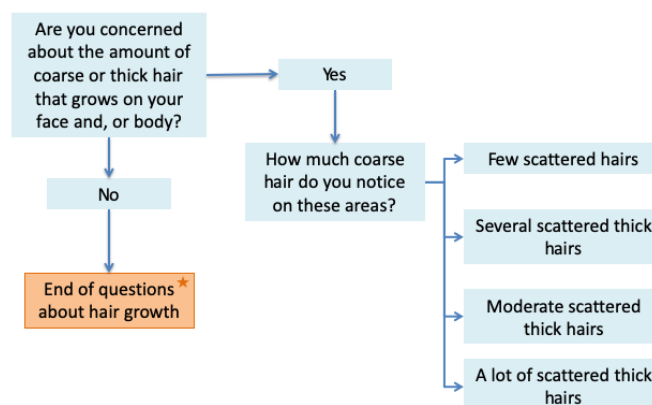 Are you concerned
about the amount of
coarse or thick hair
that grows on your
face and, or body?
Yes
No
End of questions
about hair growth
How much coarse
hair do you notice
on these areas?
Few scattered hairs
Several scattered thick
hairs
Moderate scattered
thick hairs
A lot of scattered thick
hairs